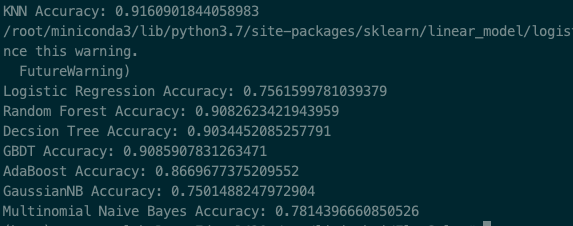 KNN Accuracy: 0.9160901844058983
/root/miniconda3/lib/python3.7/site-packages/sklearn/linear_model/logist
nce this warning.
FutureWarning)
Logistic Regression Accuracy: 0.7561599781039379
Random Forest Accuracy: 0.9082623421943959
Decsion Tree Accuracy: 0.9034452085257791
GBDT Accuracy: 0.9085907831263471
AdaBoost Accuracy: 0.8669677375209552
GaussianNB Accuracy: 0.7501488247972904
Multinomial Naive Bayes Accuracy: 0.7814396660850526